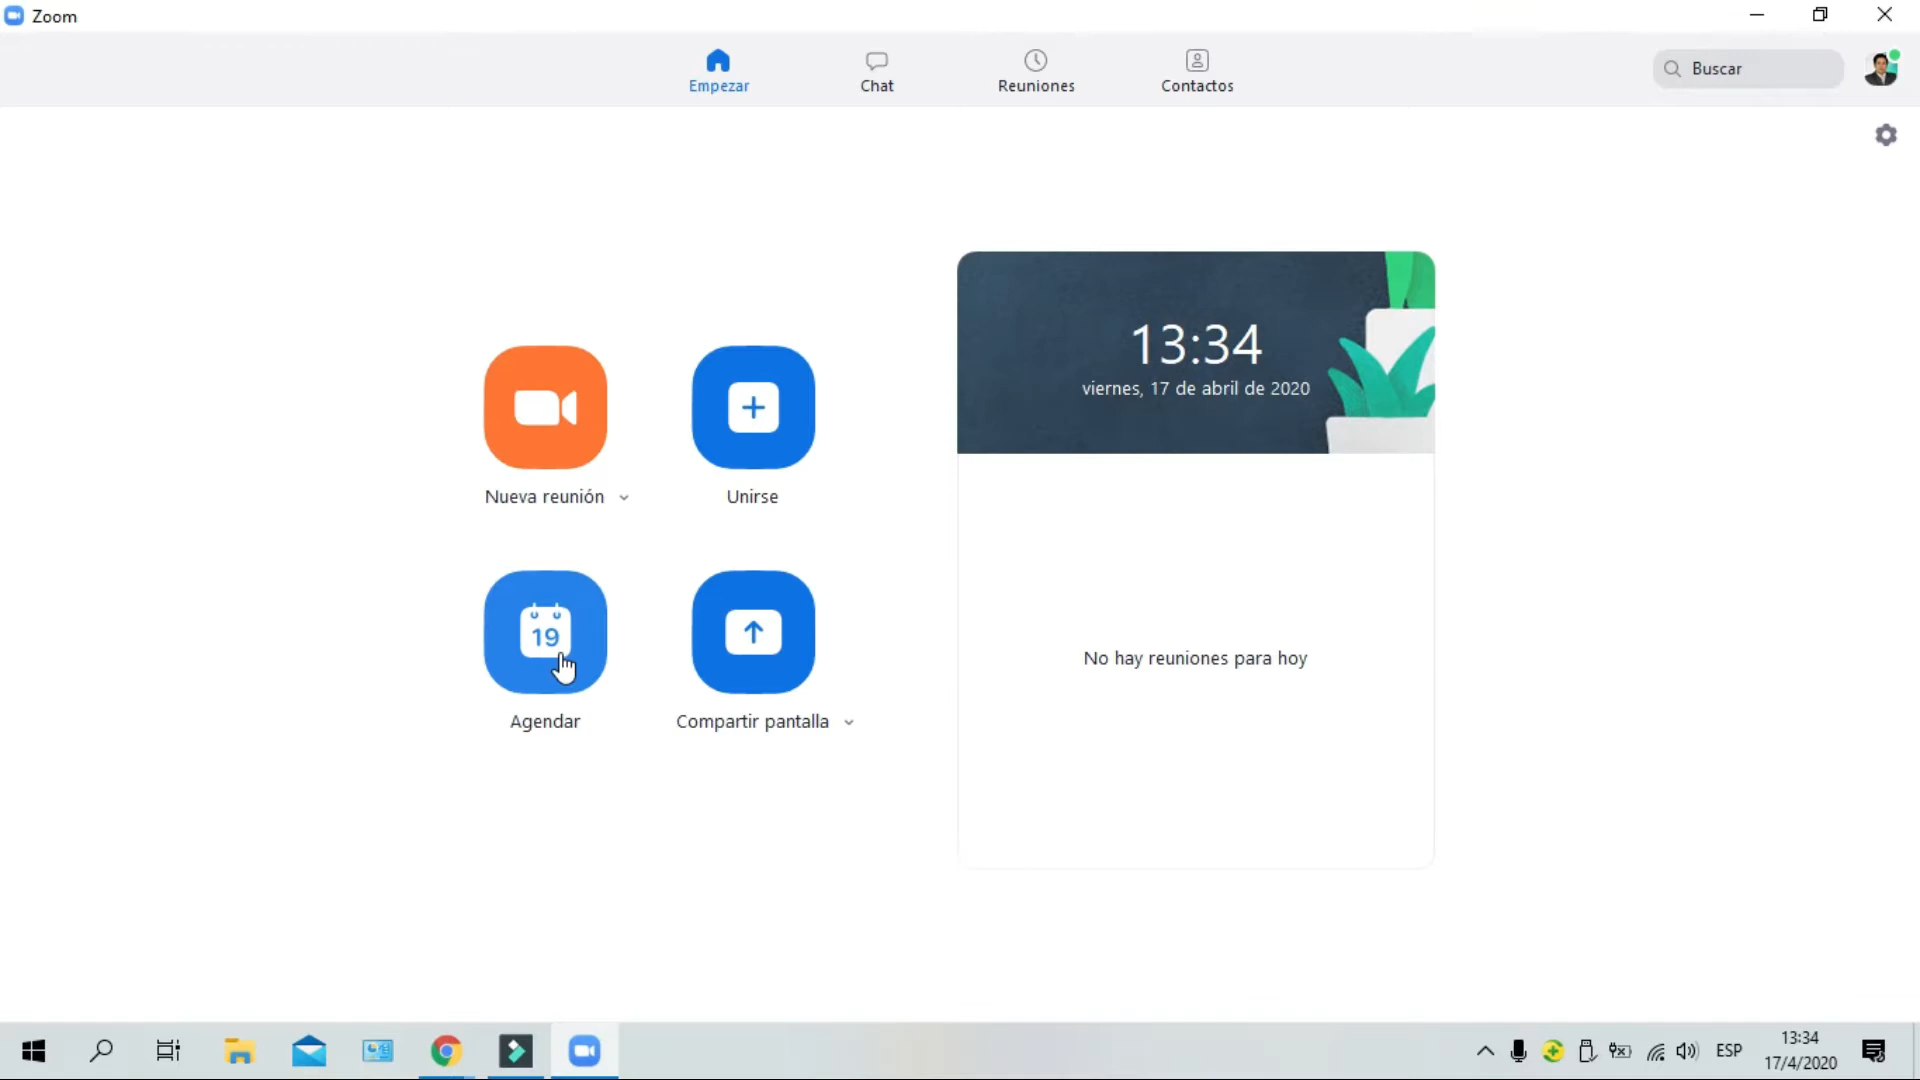 Zoom
Empezar
Chat
Reuniones
Contactos
Buscar
13:34
viernes, 17 de abril de 2020
Nueva reunión
Unirse
19
Agendar
Compartir pantalla
No hay reuniones para hoy
ESP
13:34
17/4/2020